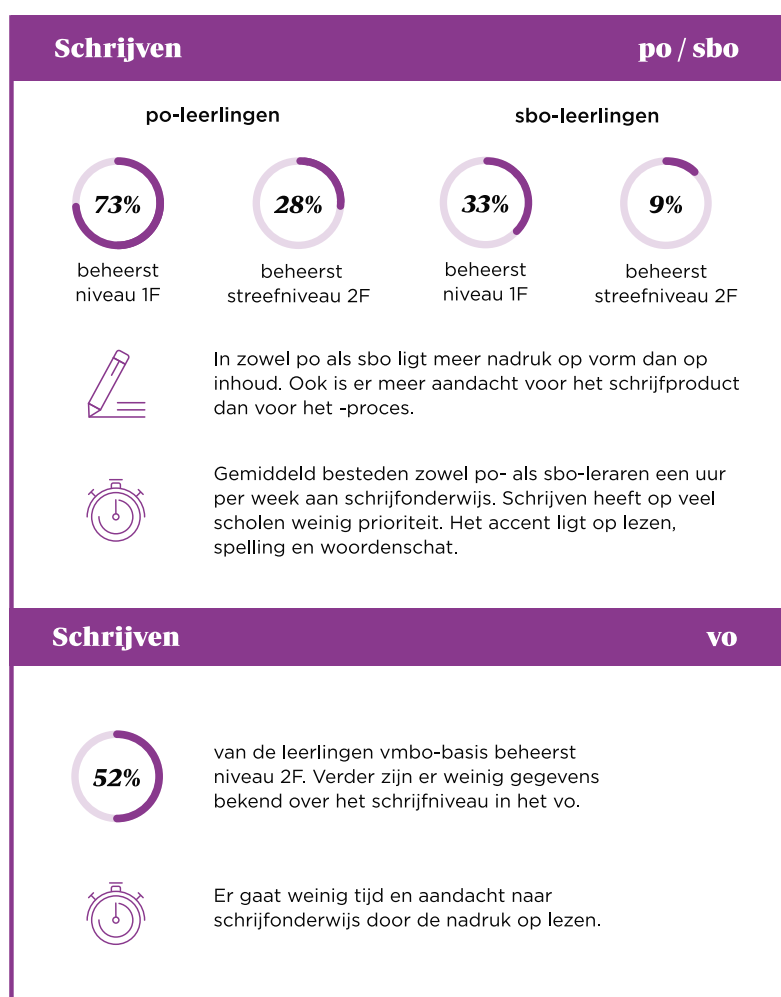 Schrijven po / sbo
po-leerlingen sbo-leerlingen
73% 28% 33% 9%
beheerst beheerst beheerst beheerst
niveau 1F streefniveau 2F niveau 1F streefniveau 2F
In zowel po als sbo ligt meer nadruk op vorm dan op
inhoud. Ook is er meer aandacht voor het schrijfproduct
dan voor het -proces.
Gemiddeld besteden zowel po- als sbo-leraren een uur
per week aan schrijfonderwijs. Schrijven heeft op veel
scholen weinig prioriteit. Het accent ligt op lezen,
spelling en woordenschat.
Schrijven vo
52%
van de leerlingen vmbo-basis beheerst
niveau 2F. Verder zijn er weinig gegevens
bekend over het schrijfniveau in het vo.
Er gaat weinig tijd en aandacht naar
schrijfonderwijs door de nadruk op lezen.